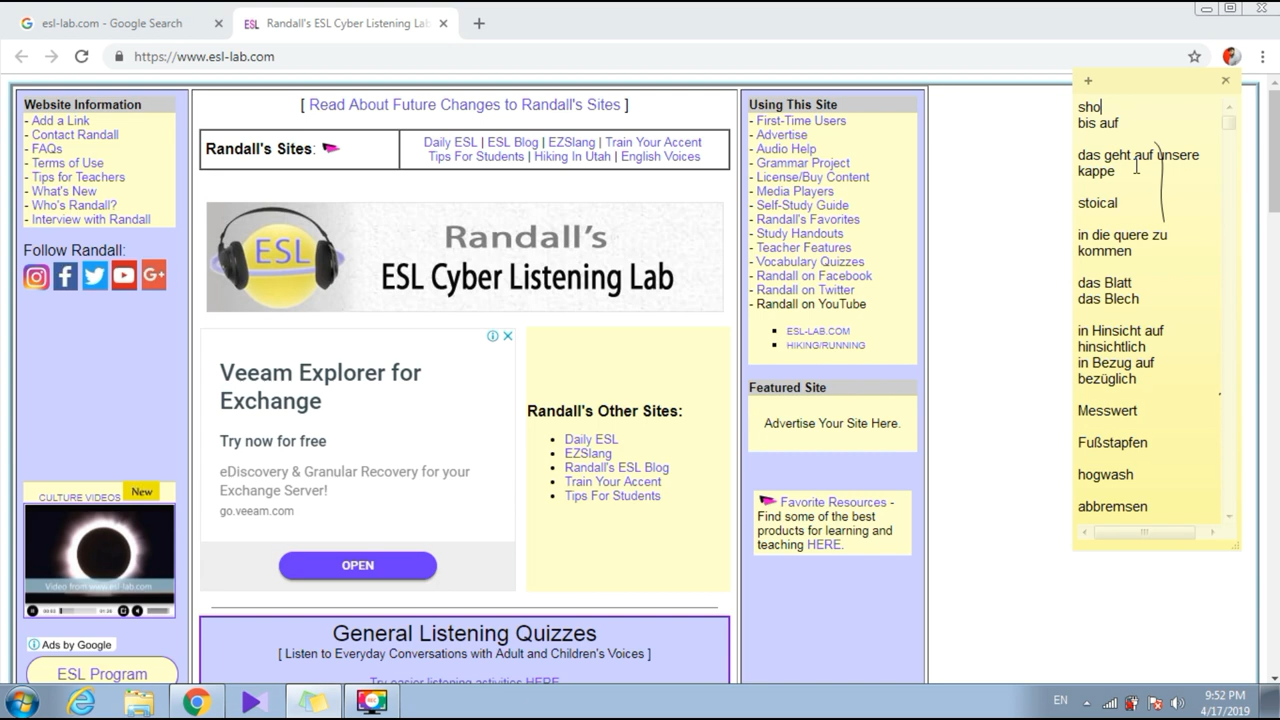 esl-lab.com - Google Search
ESL Randall's ESL Cyber Listening Lab
https://www.esl-lab.com
Website Information
Add a Link
Contact Randall
FAQs
Terms of Use
Tips for Teachers
What's New
Who's Randall?
Interview with Randall
Follow Randall:
CULTURE VIDEOS New
Video from www.esl-lab.com
Ads by Google
ESL Program
[ Read About Future Changes to Randall's Sites ]
Randall's Sites:
Daily ESL | ESL Blog | EZSlang | Train Your Accent
Tips For Students | Hiking In Utah | English Voices
ESL
Randall's
ESL Cyber Listening Lab
Veeam Explorer for
Exchange
Try now for free
eDiscovery & Granular Recovery for your
Exchange Server!
go.veeam.com
OPEN
Randall's Other Sites:
Daily ESL
EZSlang
Randall's ESL Blog
Train Your Accent
Tips For Students
General Listening Quizzes
[ Listen to Everyday Conversations with Adult and Children's Voices ]
Try easier listening activities HERE
Using This Site
First-Time Users
Advertise
Audio Help
Grammar Project
License/Buy Content
Media Players
Self-Study Guide
Randall's Favorites
Study Handouts
Teacher Features
Vocabulary Quizzes
Randall on Facebook
Randall on Twitter
Randall on YouTube
ESL-LAB.COM
HIKING/RUNNING
Featured Site
Advertise Your Site Here.
Favorite Resources -
Find some of the best
products for learning and
teaching HERE.
sho
bis auf
das geht auf unsere
kappe
stoical
in die quere zu
kommen
das Blatt
das Blech
in Hinsicht auf
hinsichtlich
in Bezug auf
bezüglich
Messwert
Fußstapfen
hogwash
abbremsen
EN
9:52 PM
4/17/2019